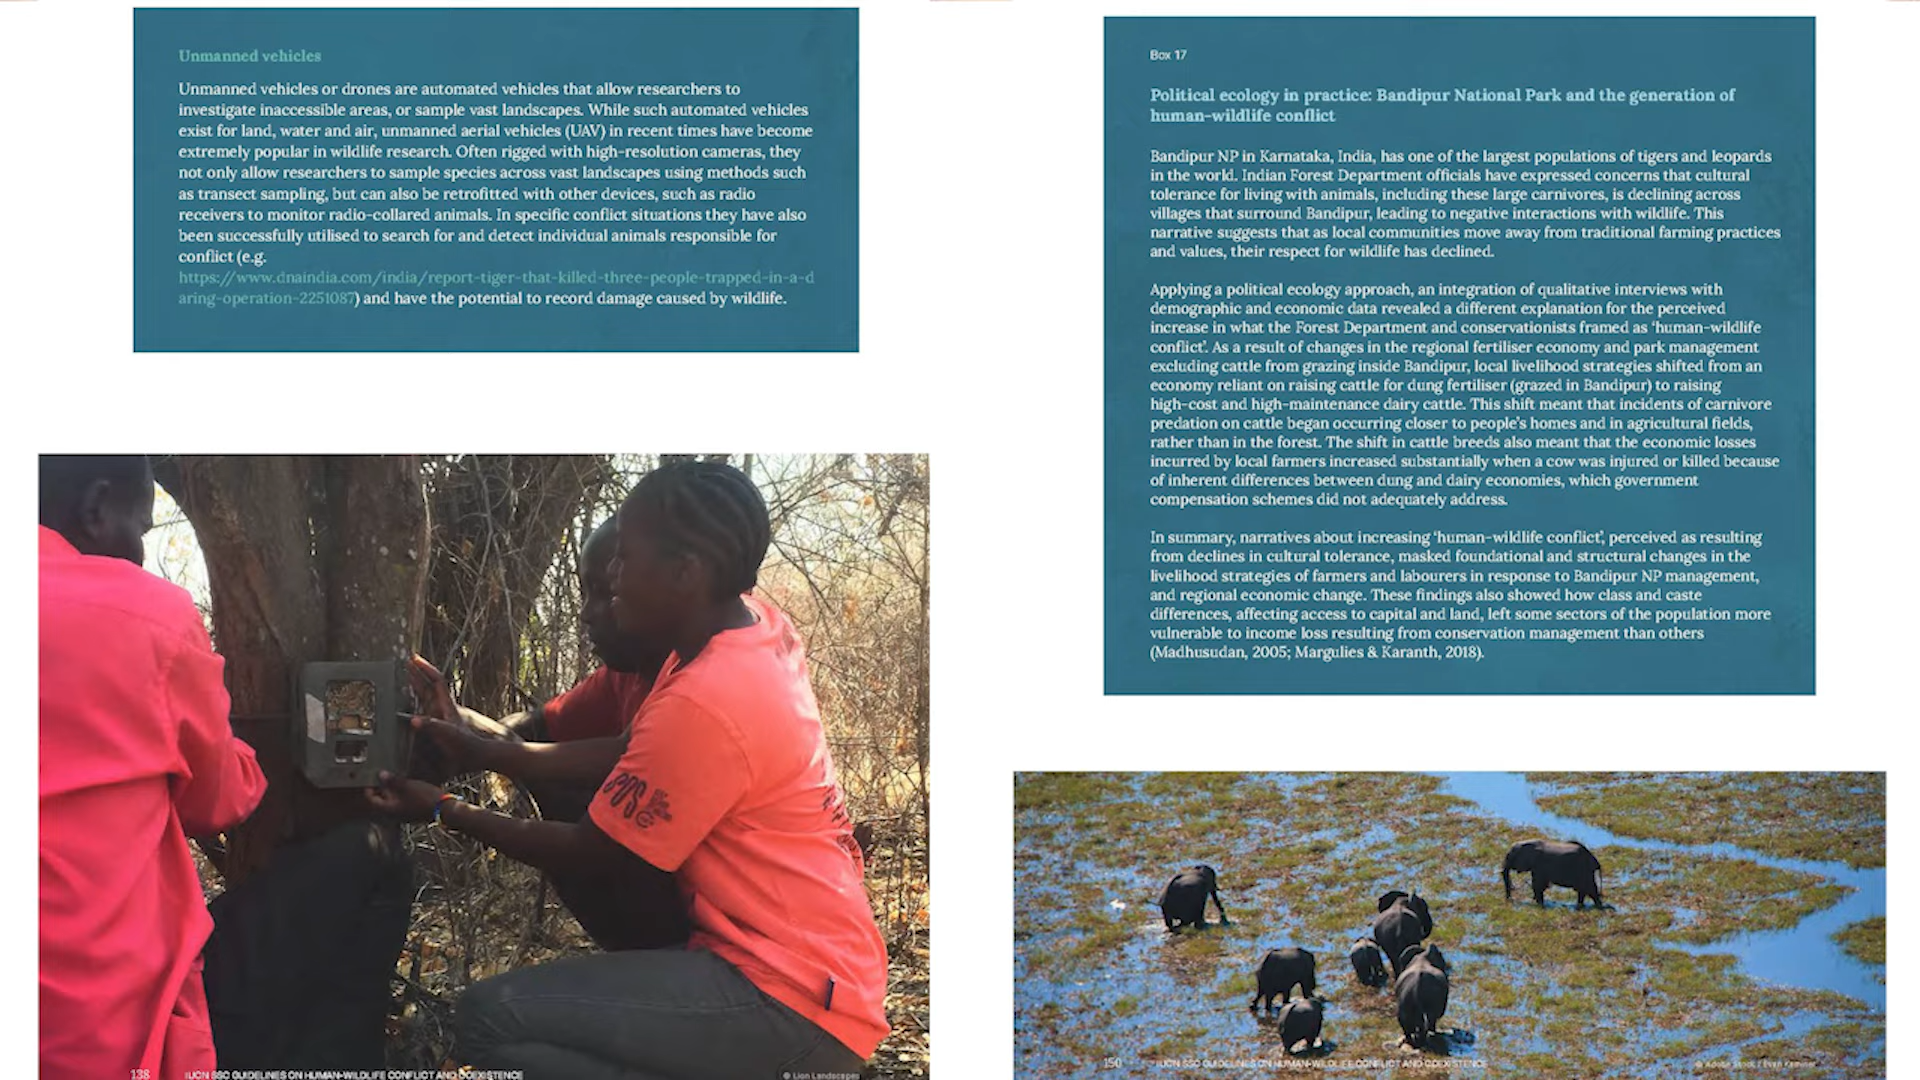 Unmanned vehicles
Unmanned vehicles or drones are automated vehicles that allow researchers to
investigate inaccessible areas, or sample vast landscapes. While such automated vehicles
exist for land, water and air, unmanned aerial vehicles (UAV) in recent times have become
extremely popular in wildlife research. Often rigged with high-resolution cameras, they
not only allow researchers to sample species across vast landscapes using methods such
as transect sampling, but can also be retrofitted with other devices, such as radio
receivers to monitor radio-collared animals. In specific conflict situations they have also
been successfully utilised to search for and detect individual animals responsible for
conflict (e.g.
https://www.dnaindia.com/india/report-tiger-that-killed-three-people-trapped-in-a-d
aring-operation-2251087) and have the potential to record damage caused by wildlife.
138 IUCN SSC GUIDELINES ON HUMAN-WILDLIFE CONFLICT AND COEXISTENCE
© Lion Landscapes
Box 17
Political ecology in practice: Bandipur National Park and the generation of
human-wildlife conflict
Bandipur NP in Karnataka, India, has one of the largest populations of tigers and leopards
in the world. Indian Forest Department officials have expressed concerns that cultural
tolerance for living with animals, including these large carnivores, is declining across
villages that surround Bandipur, leading to negative interactions with wildlife. This
narrative suggests that as local communities move away from traditional farming practices
and values, their respect for wildlife has declined.
Applying a political ecology approach, an integration of qualitative interviews with
demographic and economic data revealed a different explanation for the perceived
increase in what the Forest Department and conservationists framed as ‘human-wildlife
conflict’. As a result of changes in the regional fertiliser economy and park management
excluding cattle from grazing inside Bandipur, local livelihood strategies shifted from an
economy reliant on raising cattle for dung fertiliser (grazed in Bandipur) to raising
high-cost and high-maintenance dairy cattle. This shift meant that incidents of carnivore
predation on cattle began occurring closer to people’s homes and in agricultural fields,
rather than in the forest. The shift in cattle breeds also meant that the economic losses
incurred by local farmers increased substantially when a cow was injured or killed because
of inherent differences between dung and dairy economies, which government
compensation schemes did not adequately address.
In summary, narratives about increasing ‘human-wildlife conflict’, perceived as resulting
from declines in cultural tolerance, masked foundational and structural changes in the
livelihood strategies of farmers and labourers in response to Bandipur NP management,
and regional economic change. These findings also showed how class and caste
differences, affecting access to capital and land, left some sectors of the population more
vulnerable to income loss resulting from conservation management than others
(Madhusudan, 2005; Margulies & Karanth, 2018).
150 IUCN SSC GUIDELINES ON HUMAN-WILDLIFE CONFLICT AND COEXISTENCE
© Adobe Stock